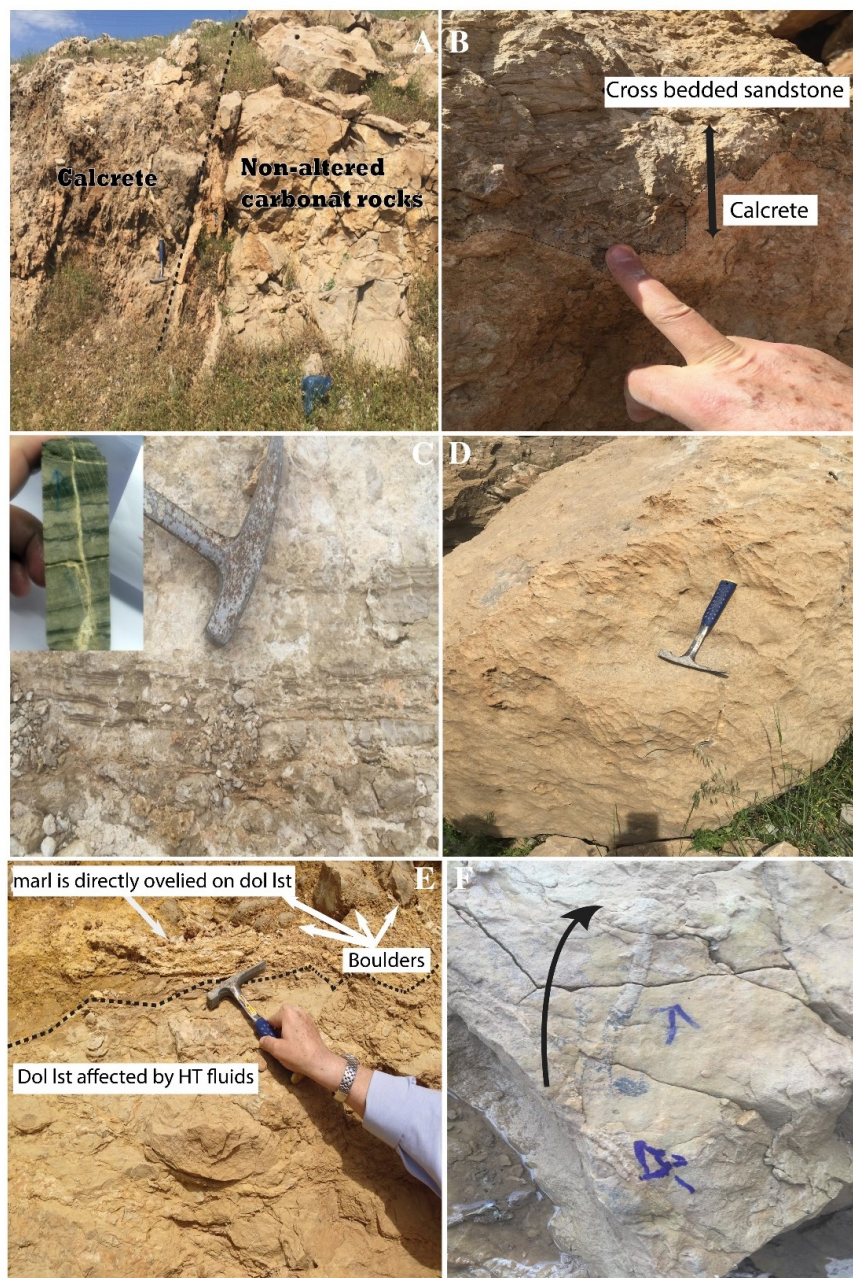 A
Calcrete
Non-altered
carbonat rocks
B
Cross bedded sandstone
Calcrete
C
D
E
marl is directly ovelied on dol lst
Boulders
Dol lst affected by HT fluids
F